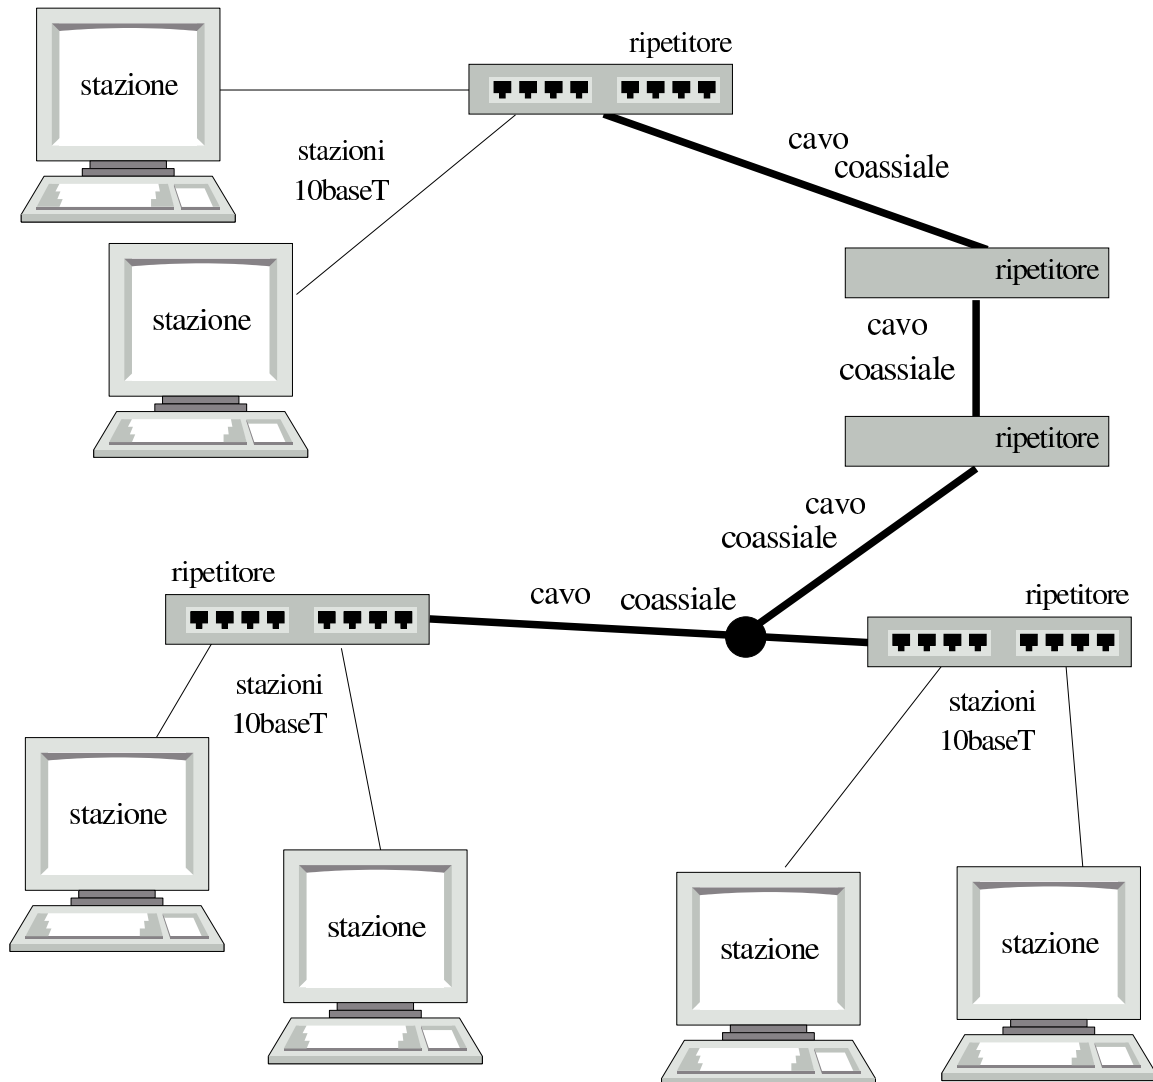 ripetitore
stazione
cavo
coassiale
stazioni
10baseT
ripetitore
stazione
cavo
coassiale
ripetitore
cavo
coassiale
ripetitore
cavo coassiale
ripetitore
stazioni
10baseT
stazioni
10baseT
stazione
stazione
stazione
stazione